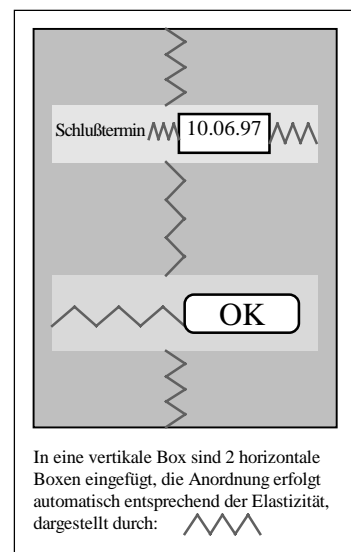 Schlußtermin 10.06.97
OK
In eine vertikale Box sind 2 horizontale
Boxen eingefügt, die Anordnung erfolgt
automatisch entsprechend der Elastizität,
dargestellt durch: